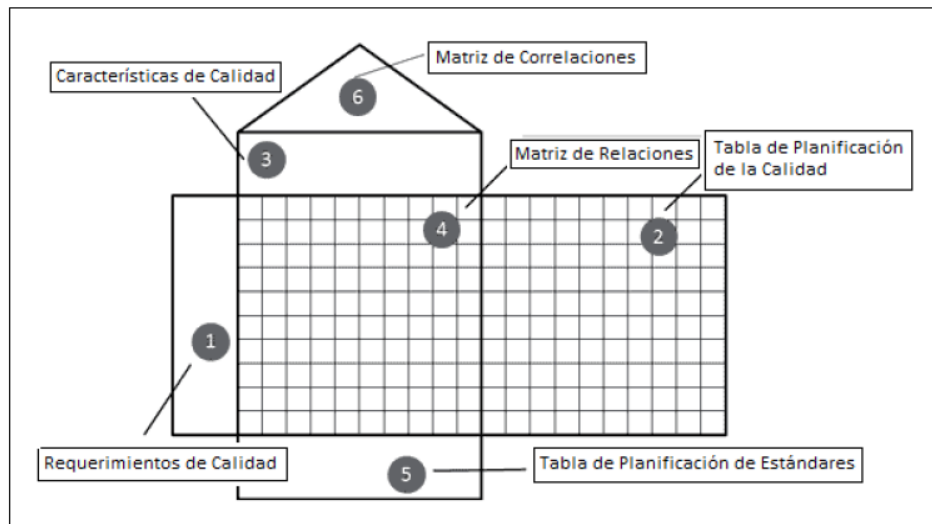 Matriz de Correlaciones
Características de Calidad
6
3
Matriz de Relaciones
Tabla de Planificación
de la Calidad
4
2
1
Requerimientos de Calidad
5
Tabla de Planificación de Estándares